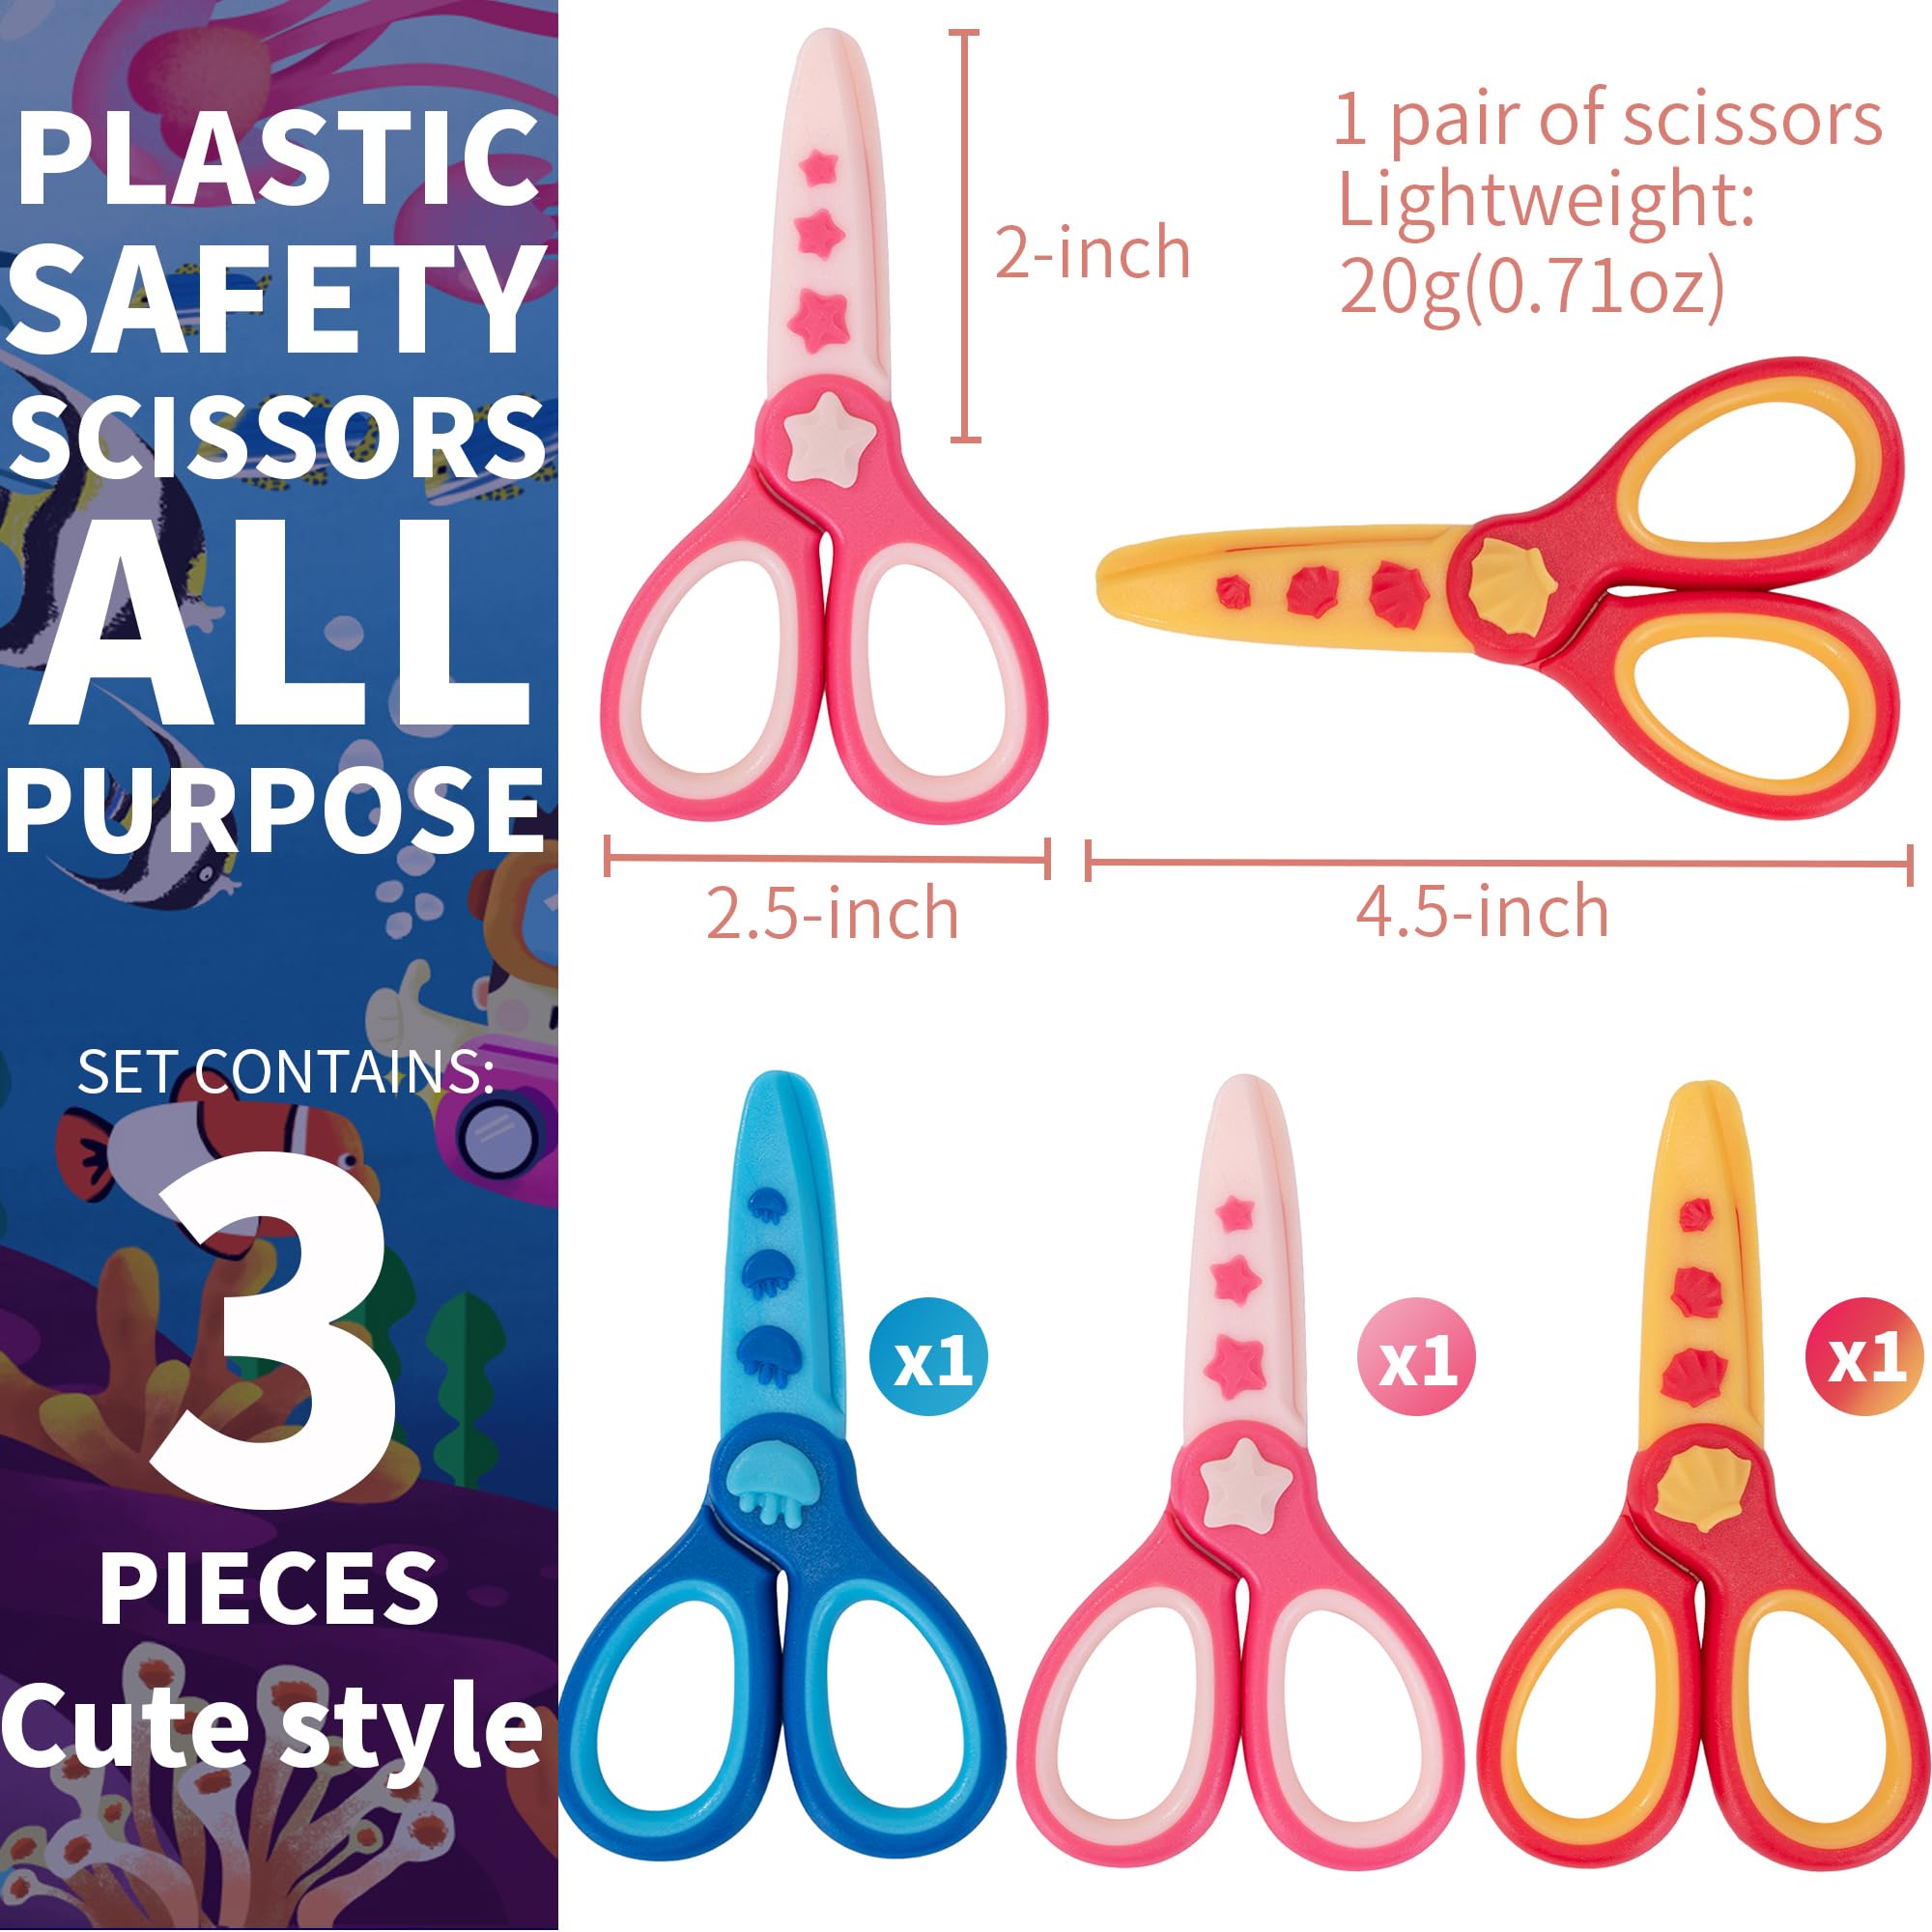 PLASTIC
SAFETY
SCISSORS
ALL
PURPOSE
SET CONTAINS:
3
PIECES
Cute style
2-inch
1 pair of scissors
Lightweight:
20g(0.71oz)
2.5-inch
4.5-inch
x1
x1
x1